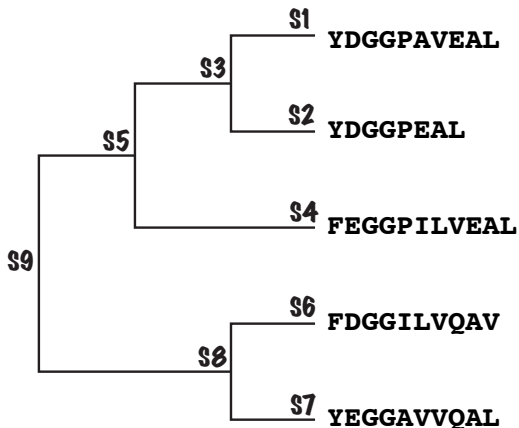 S1
YDGGPAVEAL
S3
S2
YDGGPEAL
S5
S4
FEGGPILVEAL
S9
S6
FDGGILVQAV
S8
S7
YEGGAVVQAL